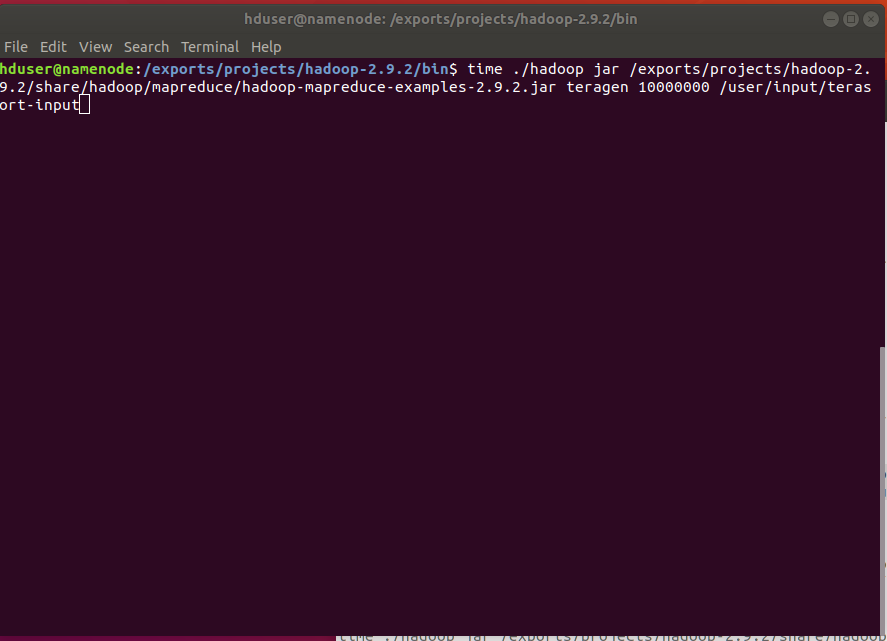 hduser@namenode: /exports/projects/hadoop-2.9.2/bin
File Edit View Search Terminal Help
hduser@namenode:/exports/projects/hadoop-2.9.2/bin$ time ./hadoop jar /exports/projects/hadoop-2.
9.2/share/hadoop/mapreduce/hadoop-mapreduce-examples-2.9.2.jar teragen 10000000 /user/input/teras
ort-input
time ./hadoop jar /exports/projects/hadoop-2.9.2/share/hadoop